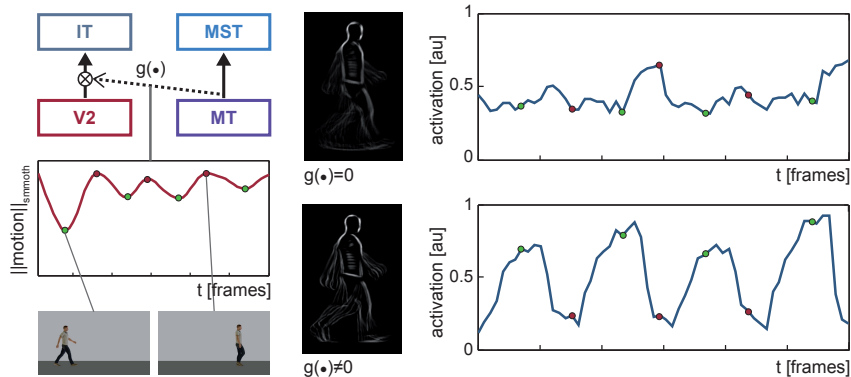 IT
MST
g(•)
V2
MT
||motion||smmoth
t [frames]
g(•)=0
g(•)≠0
activation [au]
1
0.5
0
t [frames]
activation [au]
1
0.5
0
t [frames]